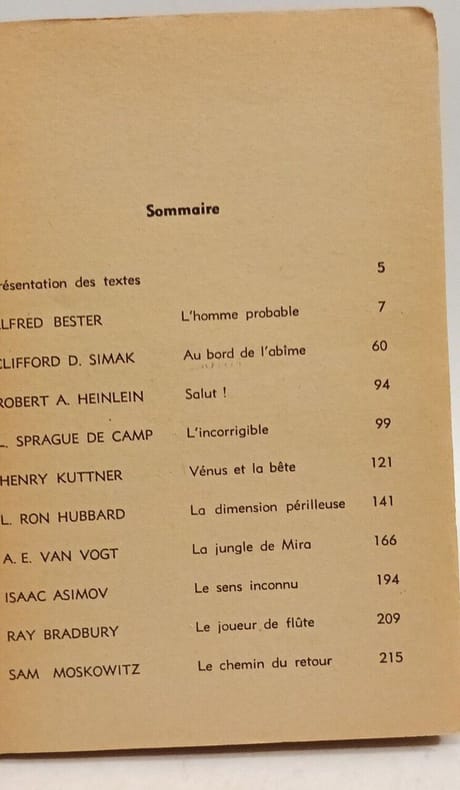 Sommaire
résentation des textes 5
LFRED BESTER L'homme probable 7
CLIFFORD D. SIMAK Au bord de l'abîme 60
ROBERT A. HEINLEIN Salut ! 94
L. SPRAGUE DE CAMP L'incorrigible 99
HENRY KUTTNER Vénus et la bête 121
L. RON HUBBARD La dimension périlleuse 141
A. E. VAN VOGT La jungle de Mira 166
ISAAC ASIMOV Le sens inconnu 194
RAY BRADBURY Le joueur de flûte 209
SAM MOSKOWITZ Le chemin du retour 215